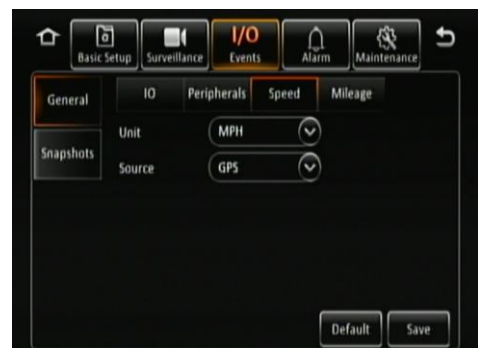 I/O
Basic Setup Surveillance Events Alarm Maintenance
General IO Peripherals Speed Mileage
Unit MPH
Snapshots
Source GPS
Default Save